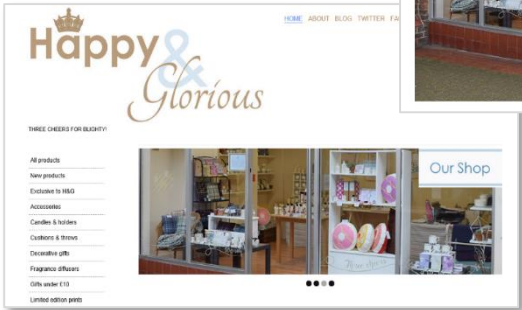 Happy &
Glorious
HOME ABOUT BLOG TWITTER
THREE CHEERS FOR BLIGHTY!
All products
New products
Exclusive to H&G
Accessories
Candles & holders
Cushions & throws
Decorative gifts
Fragrance diffusers
Gifts under £10
Limited edition prints
Our Shop